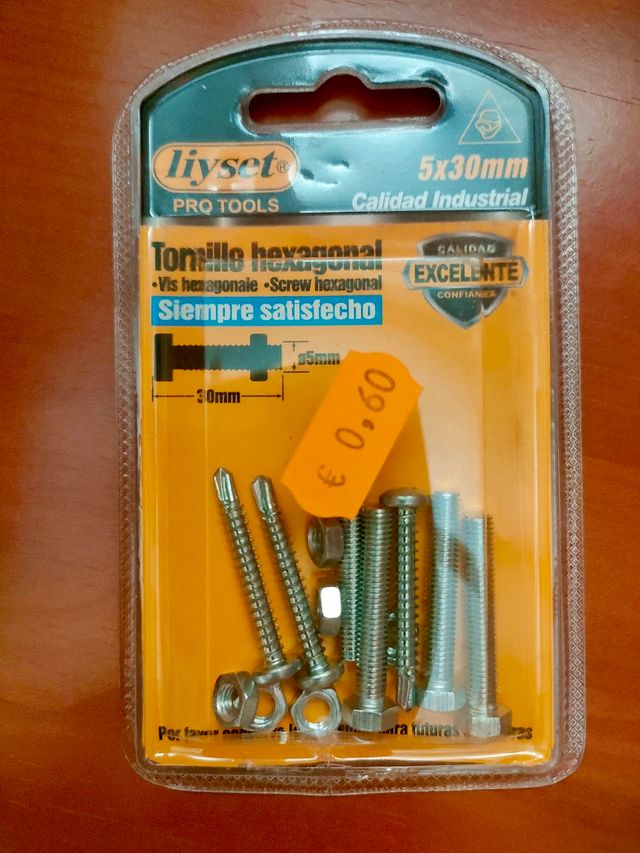 liyset®
PRO TOOLS
5x30mm
Calidad Industrial
Tornillo hexagonal
•Vis hexagonale •Screw hexagonal
Siempre satisfecho
CALIDAD
EXCELENTE
CONFIANZA
ø5mm
30mm
€ 0,60
Por favor para futuras